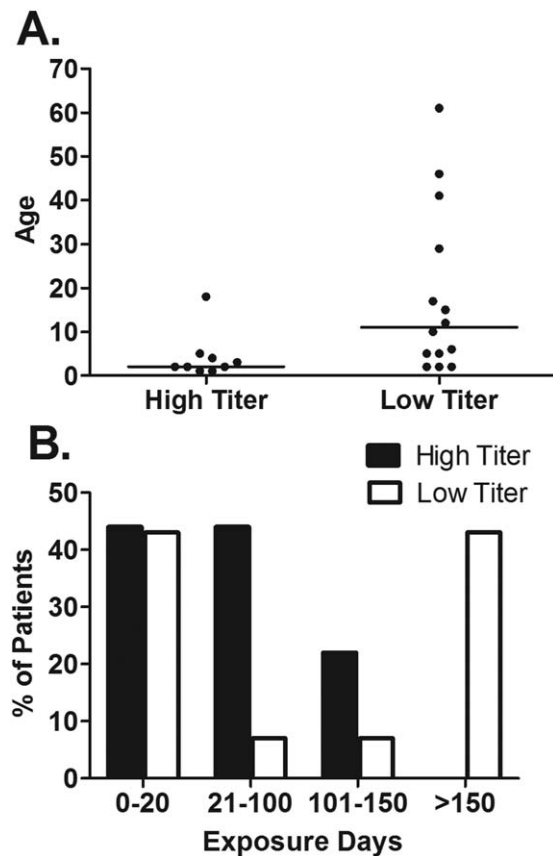 A.
70
60
50
40
30
20
10
0
Age
High Titer Low Titer
B.
High Titer
Low Titer
50
40
30
20
10
0
% of Patients
0-20 21-100 101-150 >150
Exposure Days